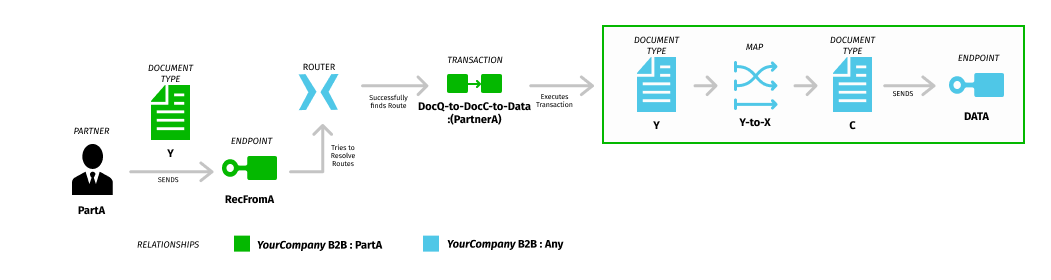 PARTNER
PartA
DOCUMENT
TYPE
Y
SENDS
ENDPOINT
RecFromA
ROUTER
Tries to
Resolve
Routes
Successfully
finds Route
TRANSACTION
DocQ-to-DocC-to-Data
:(PartnerA)
Executes
Transaction
DOCUMENT
TYPE
Y
MAP
Y-to-X
DOCUMENT
TYPE
C
SENDS
ENDPOINT
DATA
RELATIONSHIPS
YourCompany B2B : PartA
YourCompany B2B : Any